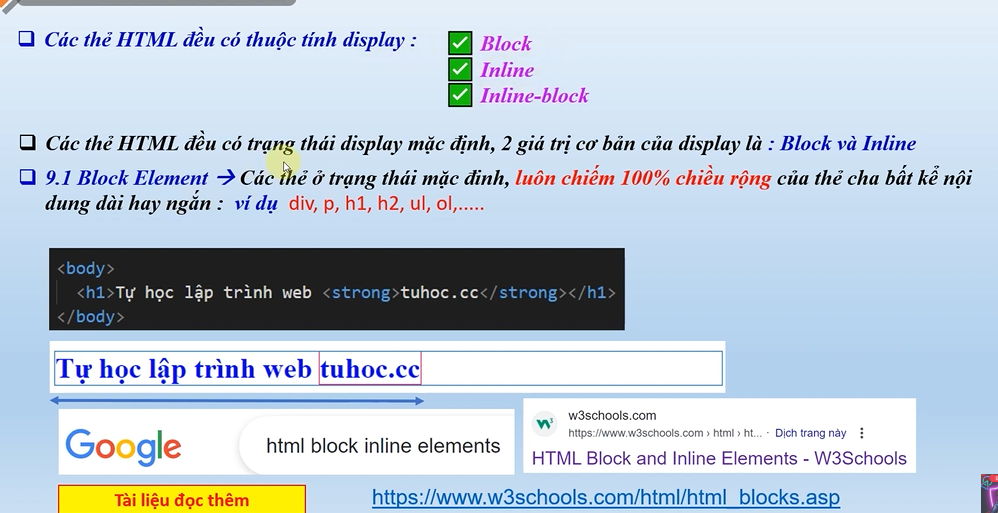 Các thẻ HTML đều có thuộc tính display :
Block
Inline
Inline-block
Các thẻ HTML đều có trạng thái display mặc định, 2 giá trị cơ bản của display là : Block và Inline
9.1 Block Element → Các thẻ ở trạng thái mặc đinh, luôn chiếm 100% chiều rộng của thẻ cha bất kể nội
dung dài hay ngắn : ví dụ div, p, h1, h2, ul, ol,.....
<body>
<h1>Tự học lập trình web <strong>tuhoc.cc</strong></h1>
</body>
Tự học lập trình web tuhoc.cc
Google
html block inline elements
w3schools.com
https://www.w3schools.com › html › ht... · Dịch trang này
HTML Block and Inline Elements - W3Schools
Tài liệu đọc thêm
https://www.w3schools.com/html/html_blocks.asp